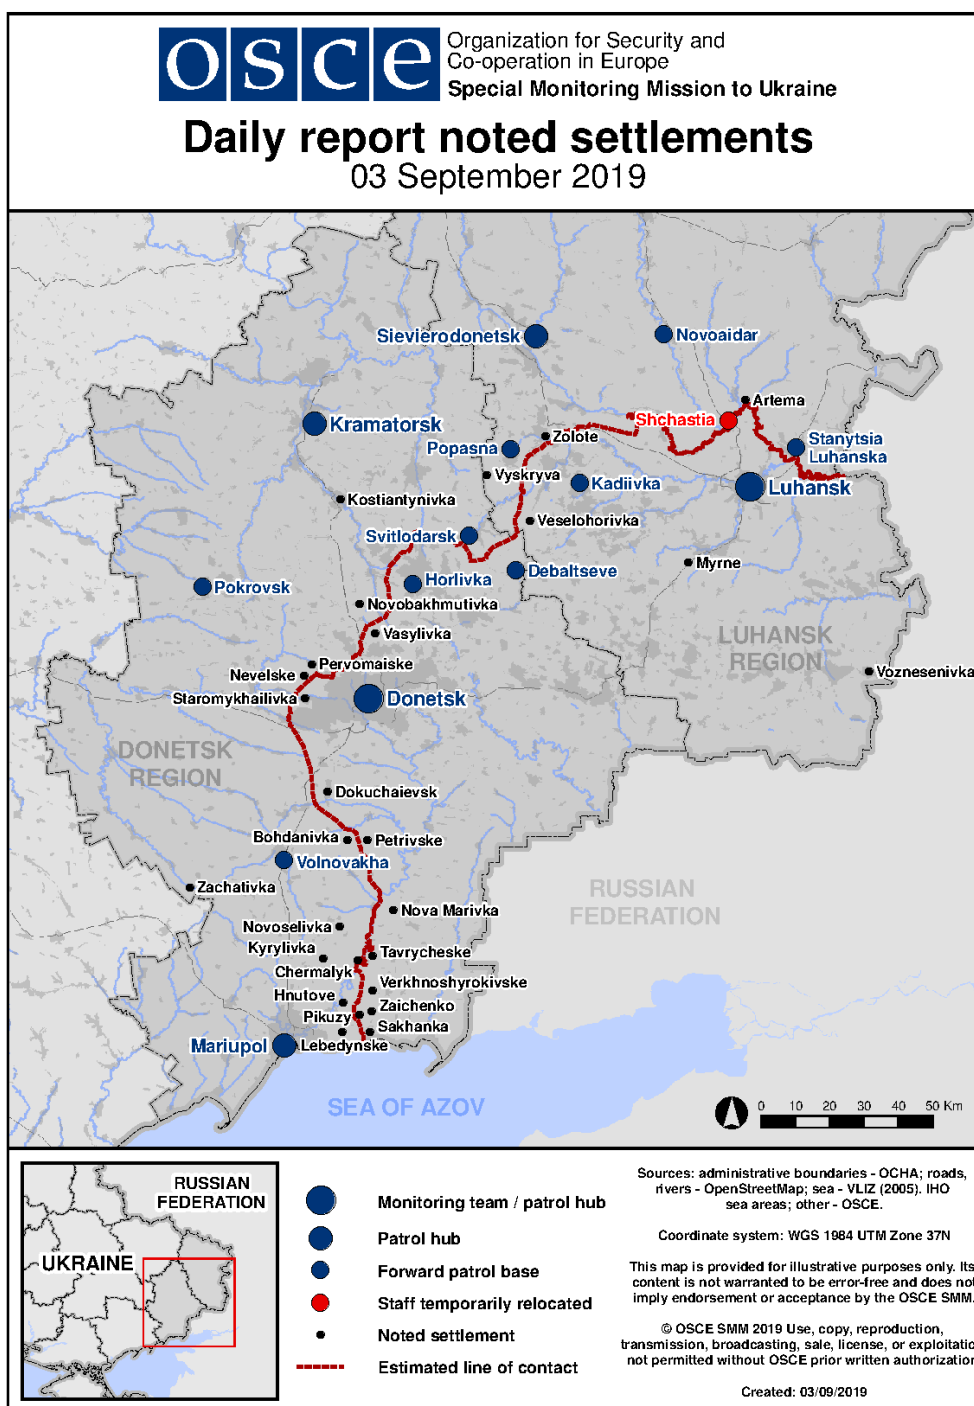 osce
Organization for Security and
Co-operation in Europe
Special Monitoring Mission to Ukraine
Daily report noted settlements
03 September 2019
Sievierodonetsk
Novoaidar
Artema
Shchastia
Kramatorsk
Zolote
Popasna
Stanytsia
Luhanska
Vyskryva
Kadiivka
Luhansk
Kostiantynivka
Veselohorivka
Svitlodarsk
Myrne
Debaltseve
Horlivka
Pokrovsk
Novobakhmutivka
Vasylivka
LUHANSK
REGION
Pervomaiske
Nevelske
Voznesenivka
Staromykhailivka
Donetsk
DONETSK
REGION
Dokuchaievsk
Bohdanivka
Petrivske
Volnovakha
Zachativka
RUSSIAN
FEDERATION
Nova Marivka
Novoselivka
Kyrylivka
Tavrycheske
Chermalyk
Verkhnoshyrokivske
Hnutove
Zaichenko
Pikuzy
Sakhanka
Mariupol
Lebedynske
SEA OF AZOV
0 10 20 30 40 50 Km
RUSSIAN
FEDERATION
UKRAINE
Monitoring team / patrol hub
Patrol hub
Forward patrol base
Staff temporarily relocated
Noted settlement
Estimated line of contact
Sources: administrative boundaries - OCHA; roads,
rivers - OpenStreetMap; sea - VLIZ (2005). IHO
sea areas; other - OSCE.
Coordinate system: WGS 1984 UTM Zone 37N
This map is provided for illustrative purposes only. Its
content is not warranted to be error-free and does not
imply endorsement or acceptance by the OSCE SMM.
© OSCE SMM 2019 Use, copy, reproduction,
transmission, broadcasting, sale, license, or exploitatio
not permitted without OSCE prior written authorization
Created: 03/09/2019